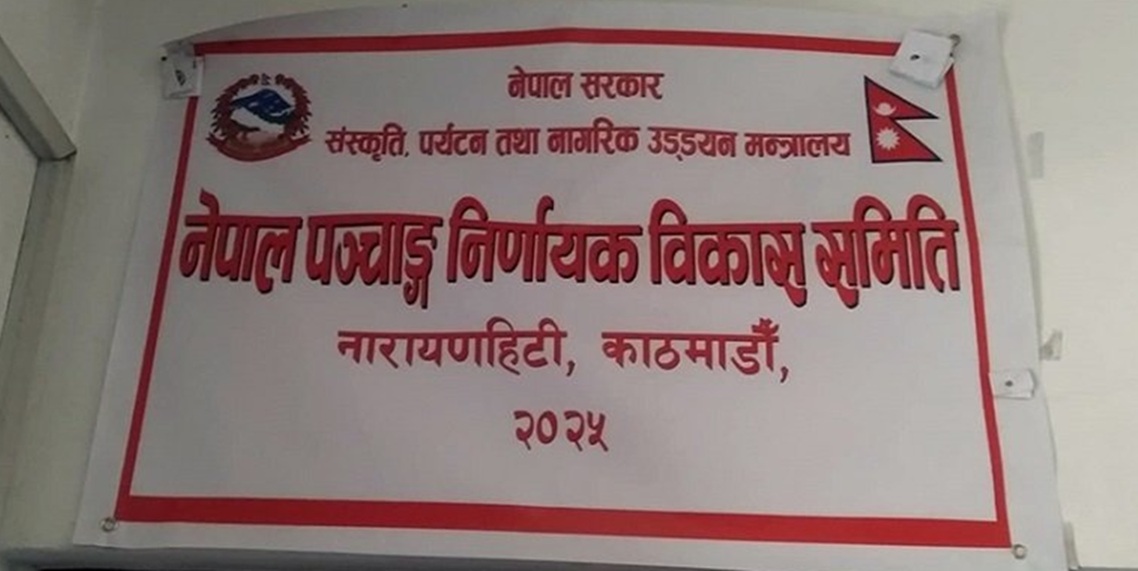 नेपाल सरकार
संस्कृति, पर्यटन तथा नागरिक उड्डयन मन्त्रालय
नेपाल पञ्चाङ्ग निर्णायक विकास समिति
नारायणहिटी, काठमाडौँ,
२०२५